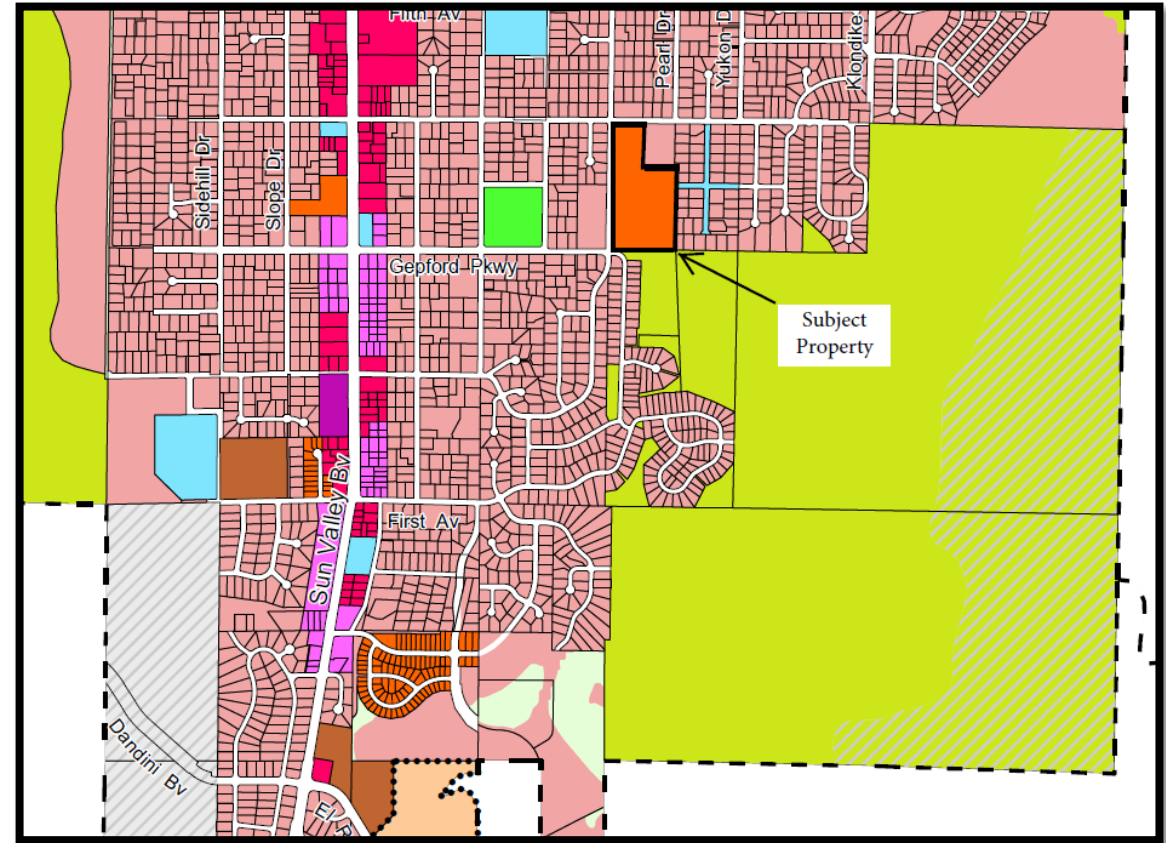 Fifth Av
Pearl Dr
Yukon D
Klondike
Sidehill Dr
Slope Dr
Gepford Pkwy
Subject
Property
Sun Valley Bv
First Av
Dandini Bv
El R